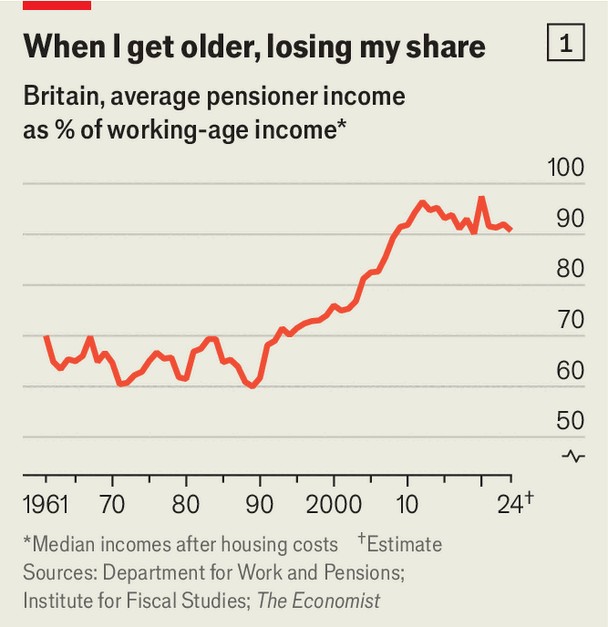 When I get older, losing my share
1
Britain, average pensioner income
as % of working-age income*
100
90
80
70
60
50
1961 70 80 90 2000 10 24†
*Median incomes after housing costs †Estimate
Sources: Department for Work and Pensions;
Institute for Fiscal Studies; The Economist